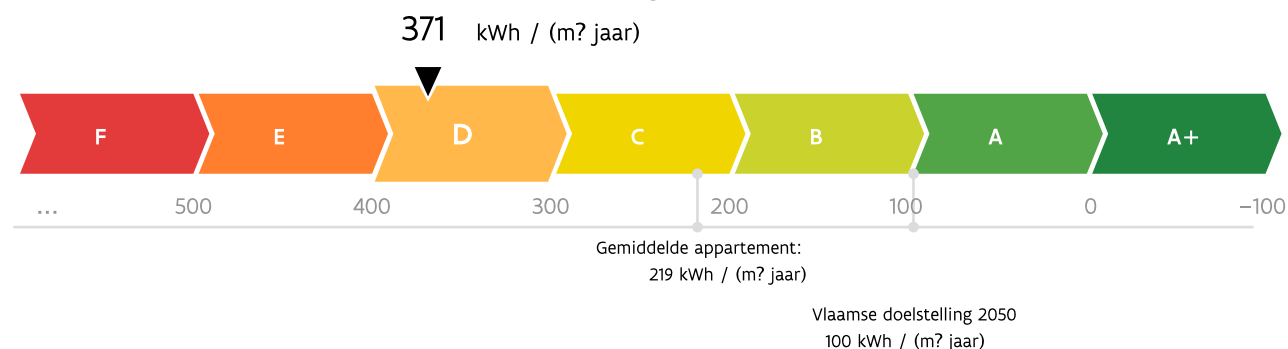 371 kWh / (m? jaar)
F E D C B A A+
... 500 400 300 200 100 0 −100
Gemiddelde appartement:
219 kWh / (m? jaar)
Vlaamse doelstelling 2050
100 kWh / (m? jaar)